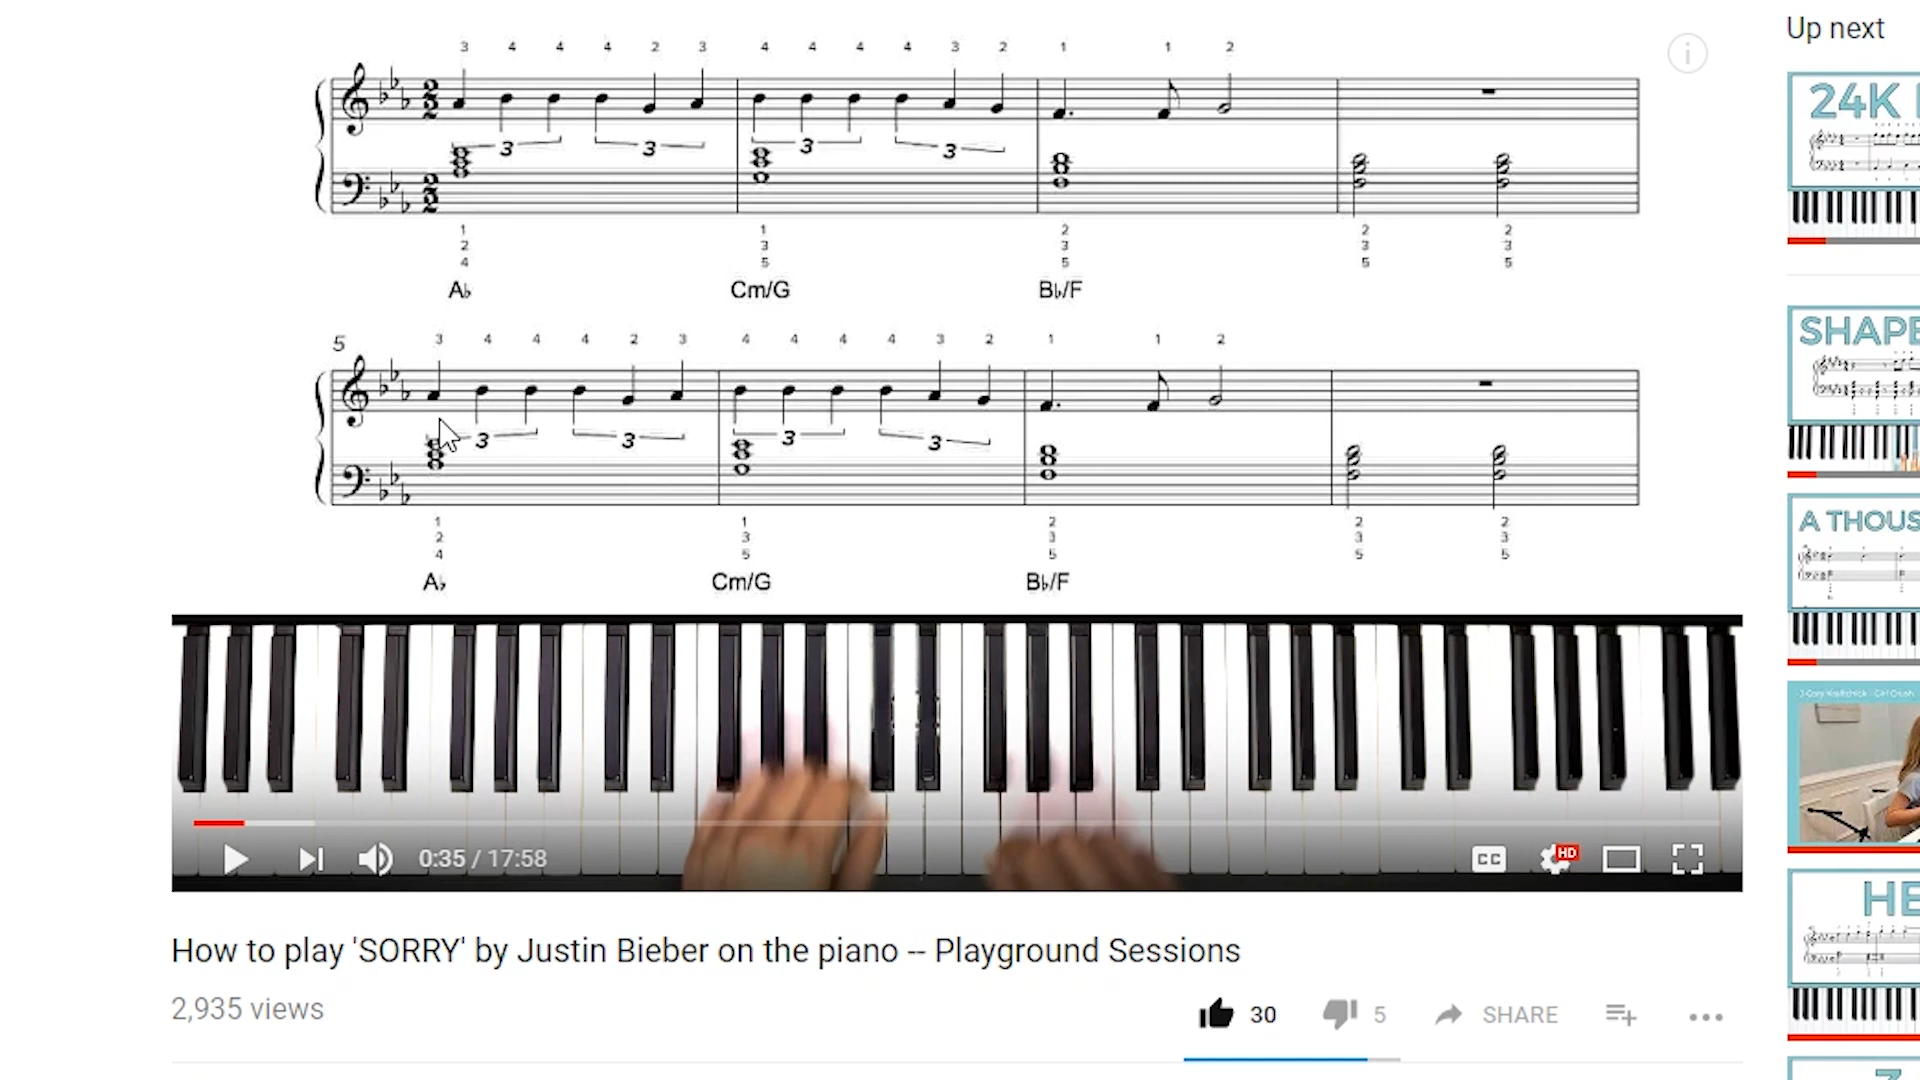 3 4 4 4 2 3 4 4 4 4 3 2 1 1 2
3 3 3 3
1 1 2 2 2
2 3 3 3 3
4 5 5 5 5
A♭ Cm/G B♭/F
5 3 4 4 4 2 3 4 4 4 4 3 2 1 1 2
3 3 3 3
1 1 2 2 2
2 3 3 3 3
4 5 5 5 5
A♭ Cm/G B♭/F
0:35 / 17:58
CC HD
How to play 'SORRY' by Justin Bieber on the piano -- Playground Sessions
2,935 views
30 5 SHARE
Up next
24K
SHAPE
A THOUS
HE